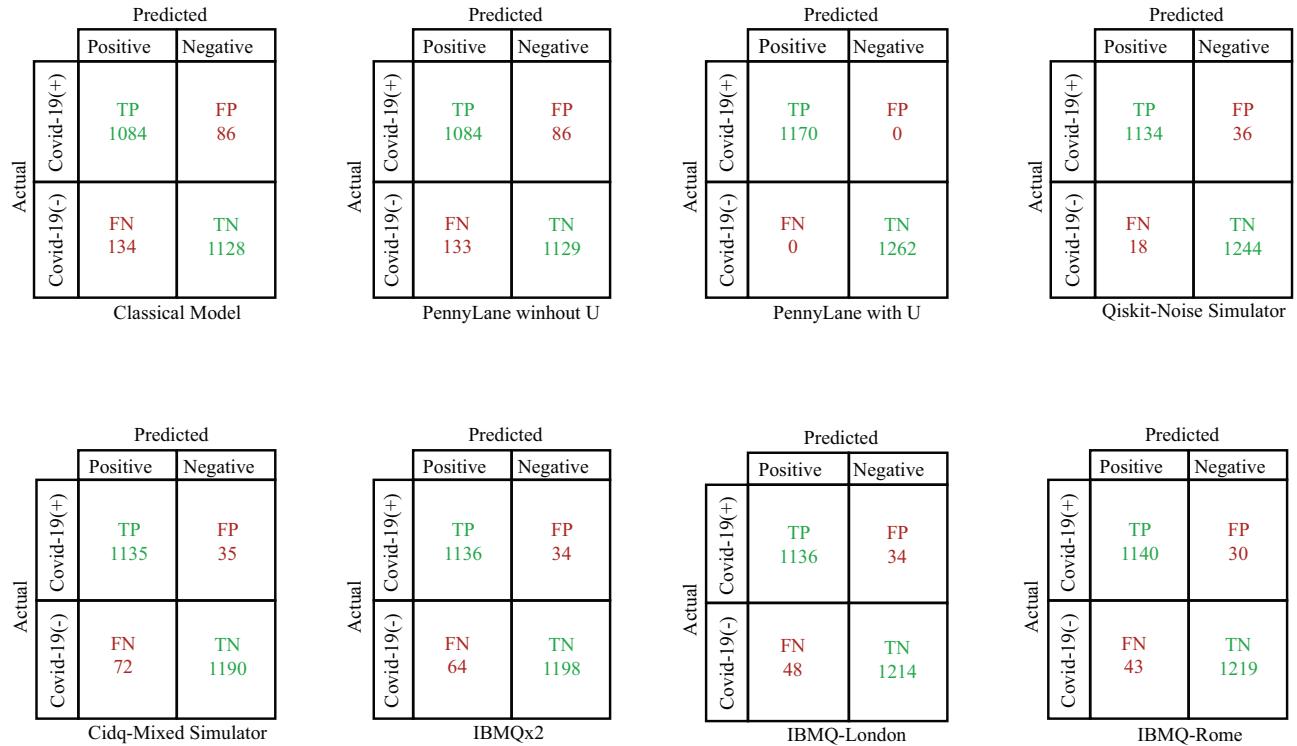 Predicted
Positive Negative
Actual
Covid-19(+)
TP FP
1084 86
Covid-19(-)
FN TN
134 1128
Classical Model
Predicted
Positive Negative
Actual
Covid-19(+)
TP FP
1084 86
Covid-19(-)
FN TN
133 1129
PennyLane winhout U
Predicted
Positive Negative
Actual
Covid-19(+)
TP FP
1170 0
Covid-19(-)
FN TN
0 1262
PennyLane with U
Predicted
Positive Negative
Actual
Covid-19(+)
TP FP
1134 36
Covid-19(-)
FN TN
18 1244
Qiskit-Noise Simulator
Predicted
Positive Negative
Actual
Covid-19(+)
TP FP
1135 35
Covid-19(-)
FN TN
72 1190
Cidq-Mixed Simulator
Predicted
Positive Negative
Actual
Covid-19(+)
TP FP
1136 34
Covid-19(-)
FN TN
64 1198
IBMQx2
Predicted
Positive Negative
Actual
Covid-19(+)
TP FP
1136 34
Covid-19(-)
FN TN
48 1214
IBMQ-London
Predicted
Positive Negative
Actual
Covid-19(+)
TP FP
1140 30
Covid-19(-)
FN TN
43 1219
IBMQ-Rome